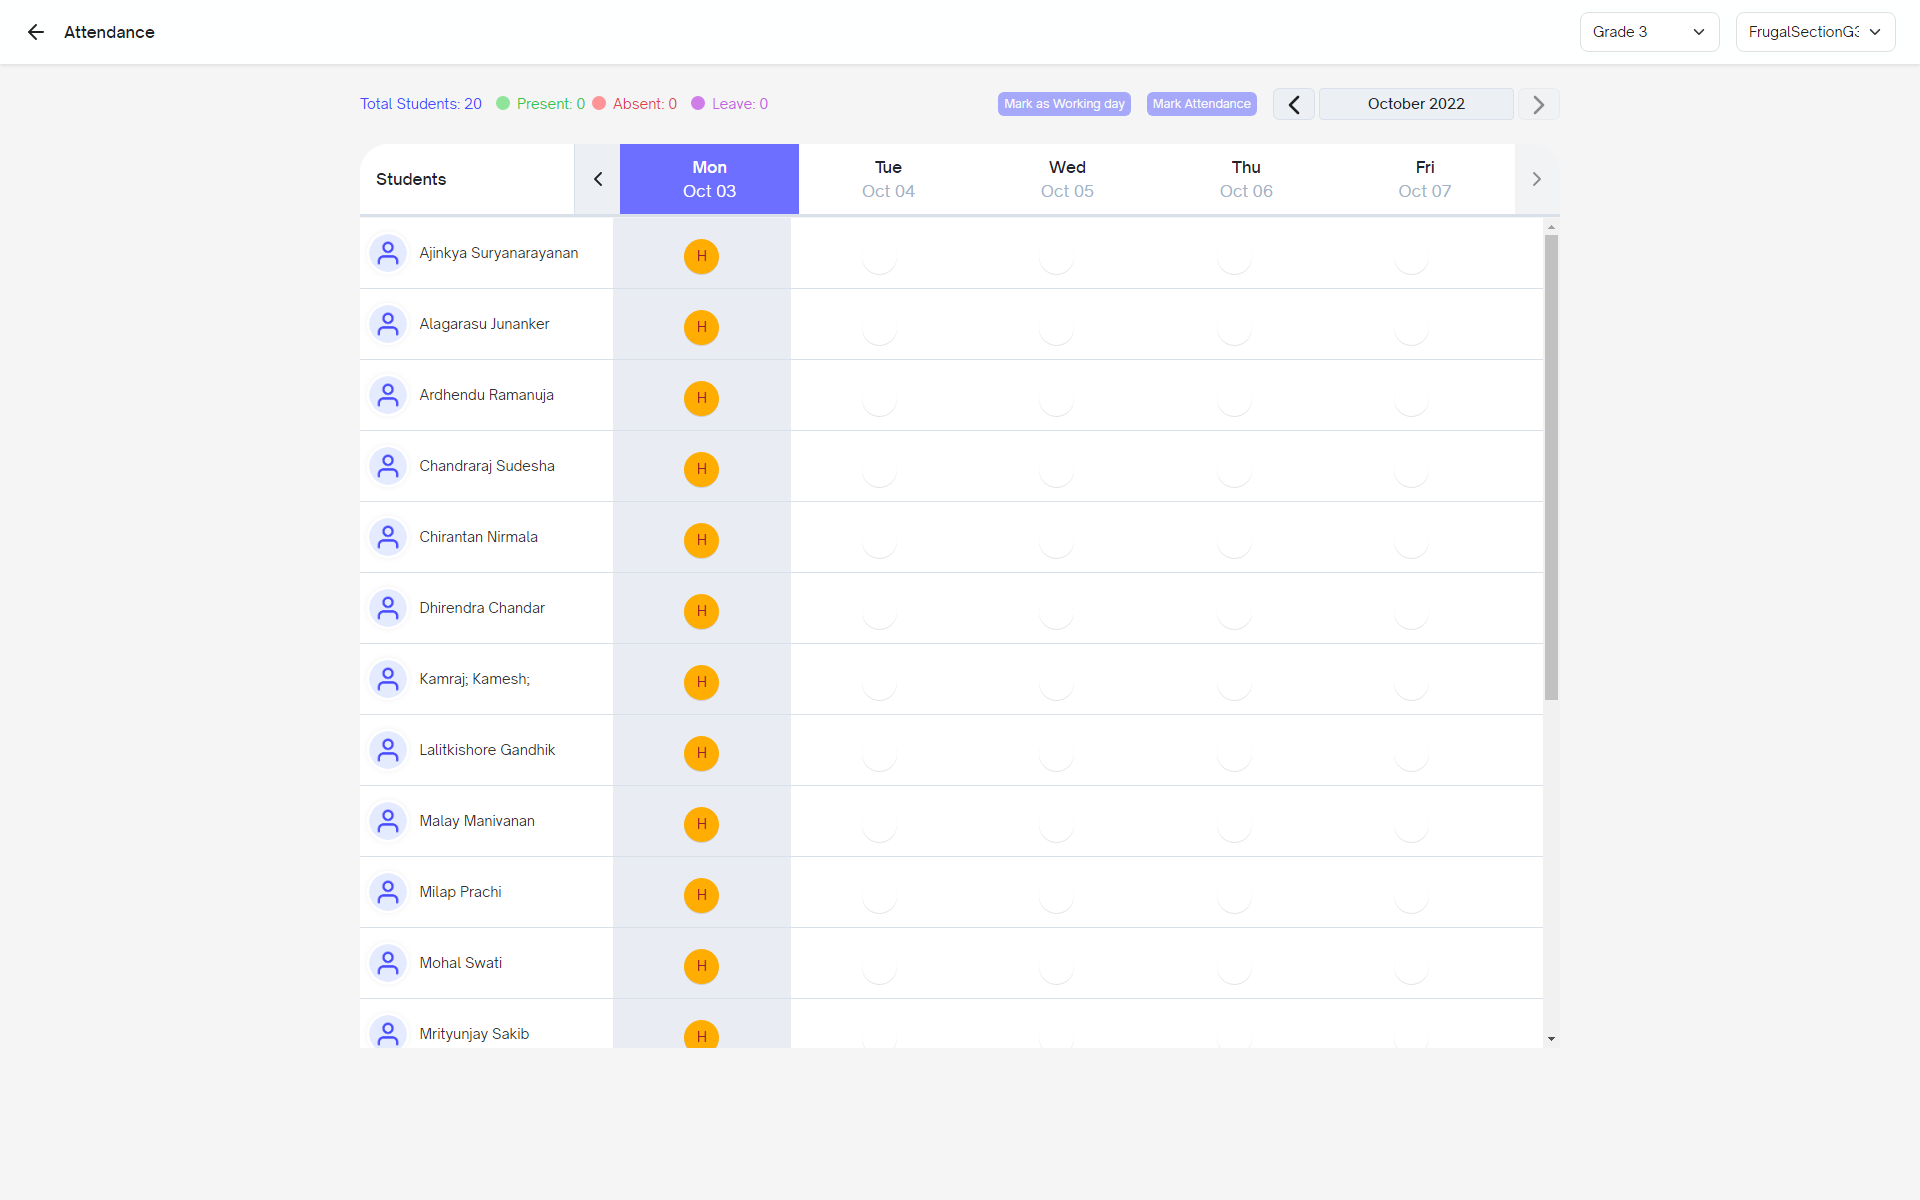 Attendance
Grade 3
FrugalSectionG3
Total Students: 20
Present: 0
Absent: 0
Leave: 0
Mark as Working day
Mark Attendance
October 2022
Students
Mon
Oct 03
Tue
Oct 04
Wed
Oct 05
Thu
Oct 06
Fri
Oct 07
Ajinkya Suryanarayanan H
Alagarasu Junanker H
Ardhendu Ramanuja H
Chandraraj Sudesha H
Chirantan Nirmala H
Dhirendra Chandar H
Kamraj; Kamesh; H
Lalitkishore Gandhik H
Malay Manivanan H
Milap Prachi H
Mohal Swati H
Mrityunjay Sakib H